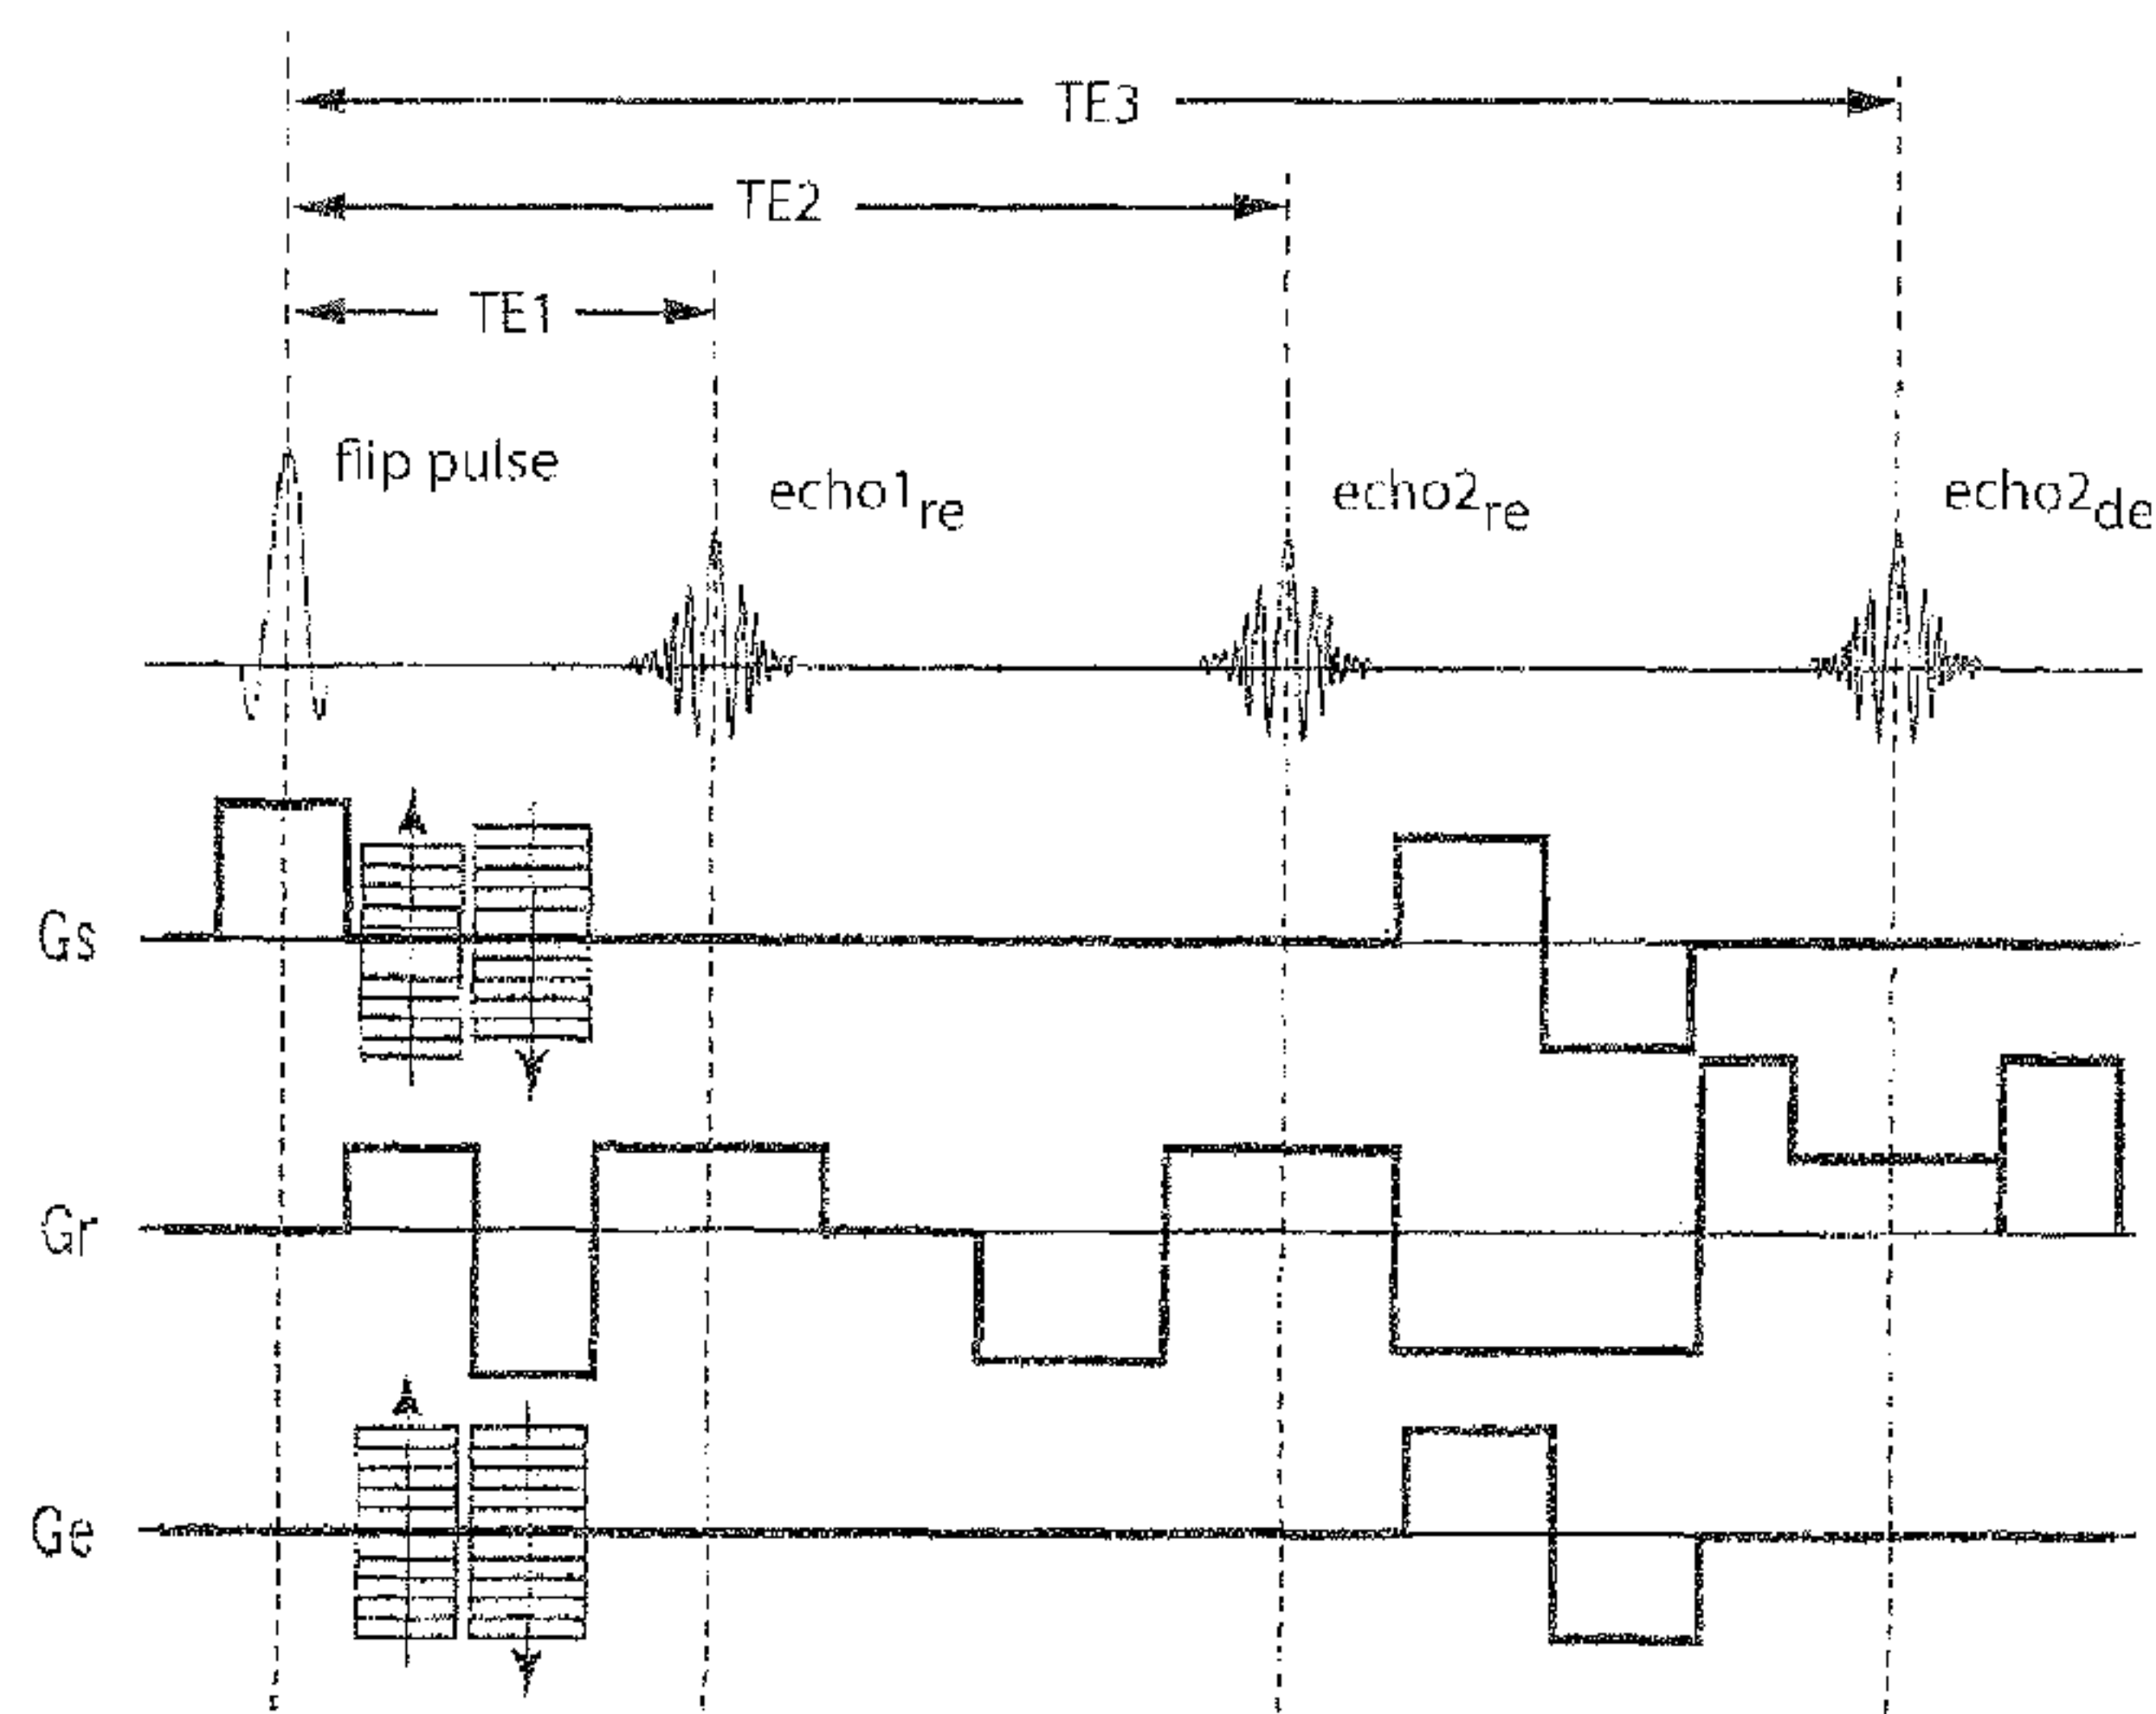 TE3
TE2
TE1
flip pulse
echo1re
echo2re
echo2de
Gs
Gr
Ge